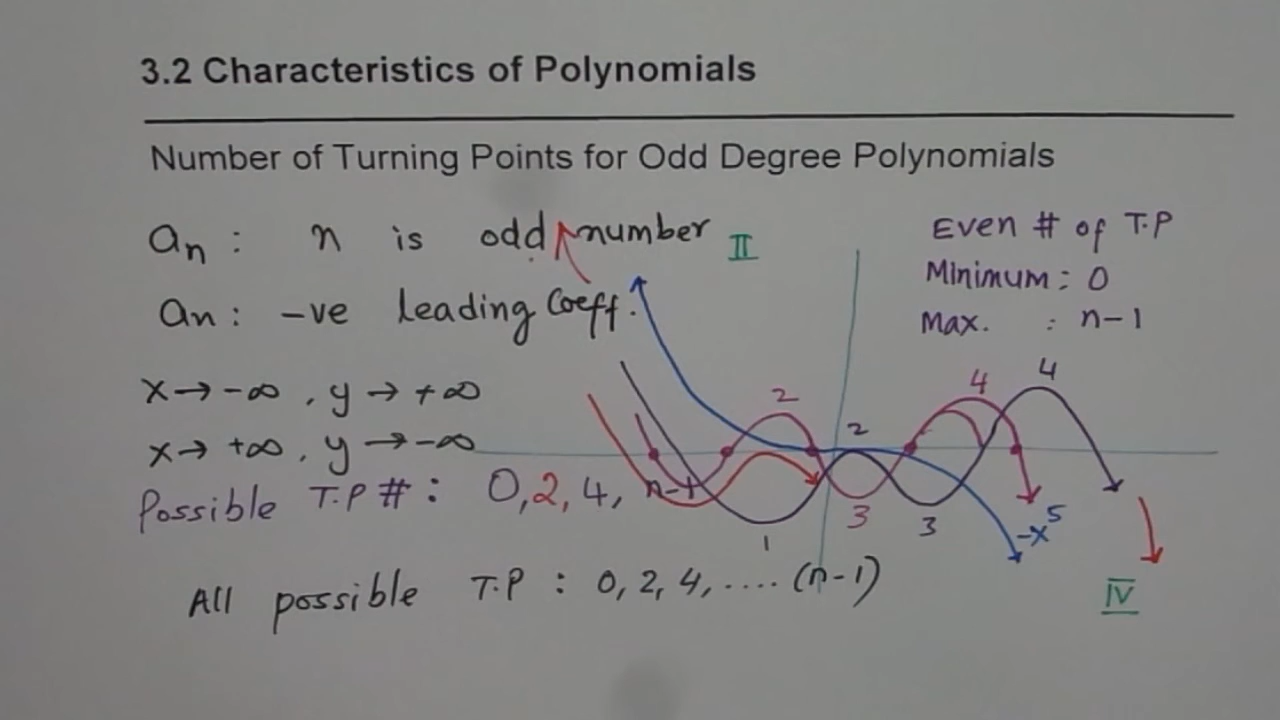 3.2 Characteristics of Polynomials
Number of Turning Points for Odd Degree Polynomials
an : n is odd number
II
an : -ve leading Coeff.
Even # of T.P
Minimum : 0
Max. : n-1
x → -∞ , y → +∞
x → +∞ , y → -∞
2
4
4
2
Possible T.P # : 0, 2, 4, n-1
1
3
3
-x⁵
All possible T.P : 0, 2, 4, .... (n-1)
IV